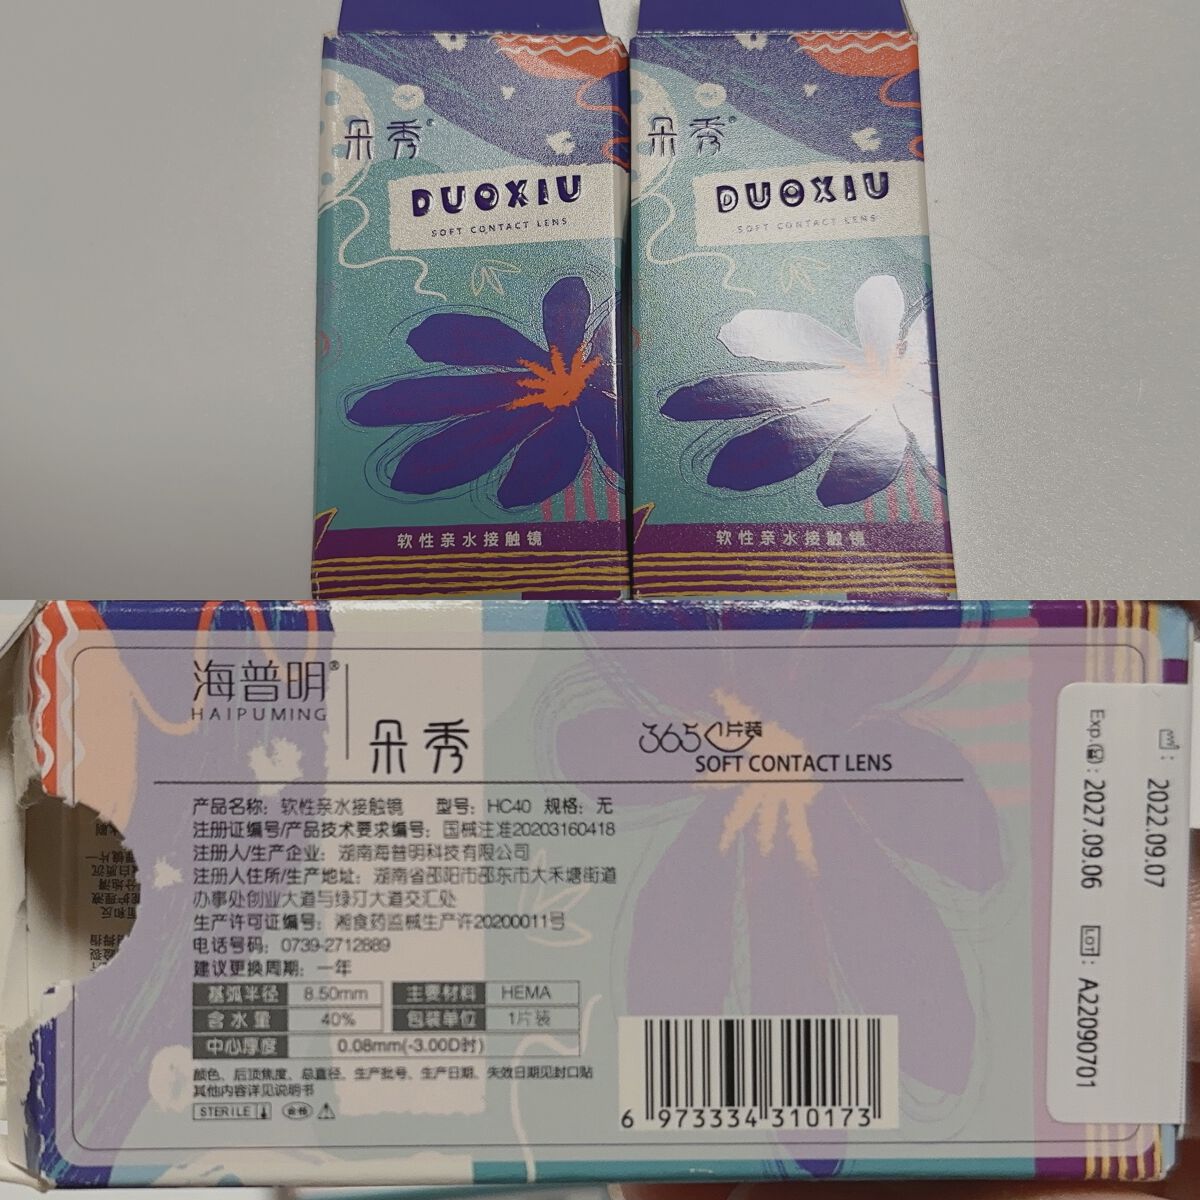 朵秀
DUOXIU
SOFT CONTACT LENS
软性亲水接触镜
朵秀
DUOXIU
SOFT CONTACT LENS
软性亲水接触镜
海普明®
HAIPUMING
朵秀
365 1片装
SOFT CONTACT LENS
产品名称：软性亲水接触镜 型号：HC40 规格：无
注册证编号/产品技术要求编号：国械注准20203160418
注册人/生产企业：湖南海普明科技有限公司
注册人住所/生产地址：湖南省邵阳市邵东市大禾塘街道
办事处创业大道与绿汀大道交汇处
生产许可证编号：湘食药监械生产许20200011号
电话号码：0739-2712889
建议更换周期：一年
基弧半径 8.50mm 主要材料 HEMA
含水量 40% 包装单位 1片装
中心厚度 0.08mm(-3.00D时)
颜色、后顶焦度、总直径、生产批号、生产日期、失效日期见封口贴
其他内容详见说明书
STERILE
6 973334 310173
: 2022.09.07
Exp.: 2027.09.06
LOT: A22090701